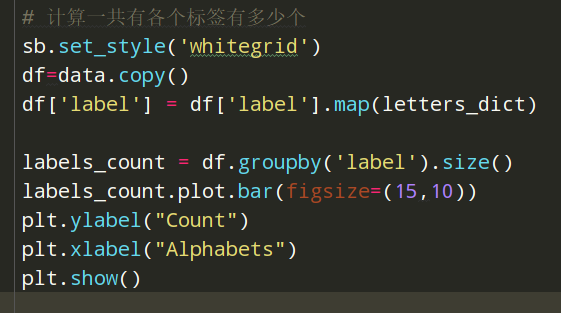 # 计算一共有各个标签有多少个
sb.set_style('whitegrid')
df=data.copy()
df['label'] = df['label'].map(letters_dict)
labels_count = df.groupby('label').size()
labels_count.plot.bar(figsize=(15,10))
plt.ylabel("Count")
plt.xlabel("Alphabets")
plt.show()